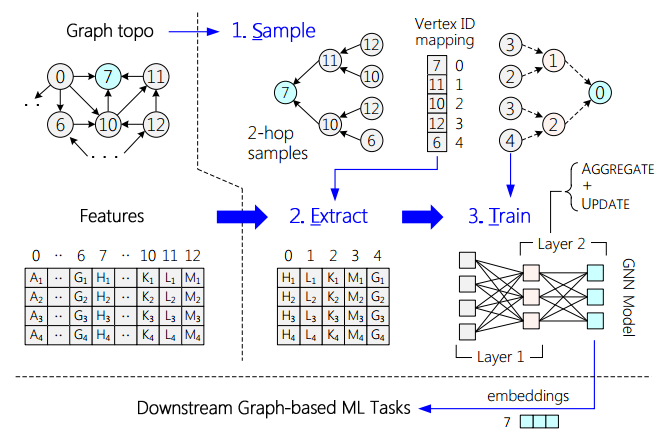 Graph topo
1. Sample
Vertex ID
mapping
0 7 11
6 10 12
. .
. . .
7
11
10
12
10
12
6
2-hop
samples
7 0
11 1
10 2
12 3
6 4
3
2
3
4
1
2
0
AGGREGATE
+
UPDATE
Features
2. Extract
3. Train
0 ·· 6 7 ·· 10 11 12
A1 ·· G1 H1 ·· K1 L1 M1
A2 ·· G2 H2 ·· K2 L2 M2
A3 ·· G3 H3 ·· K3 L3 M3
A4 ·· G4 H4 ·· K4 L4 M4
0 1 2 3 4
H1 L1 K1 M1 G1
H2 L2 K2 M2 G2
H3 L3 K3 M3 G3
H4 L4 K4 M4 G4
Layer 2
Layer 1
GNN Model
Downstream Graph-based ML Tasks
embeddings
7